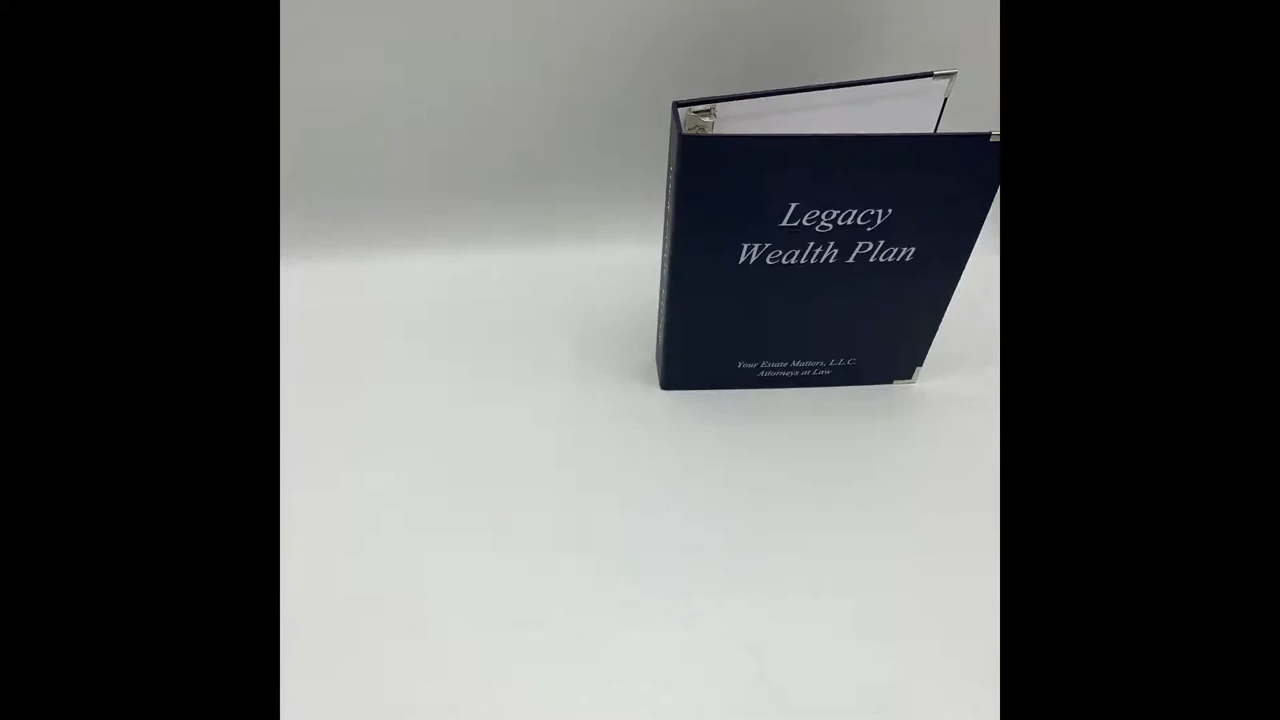 Legacy
Wealth Plan
Your Estate Matters, L.L.C.
Attorneys at Law